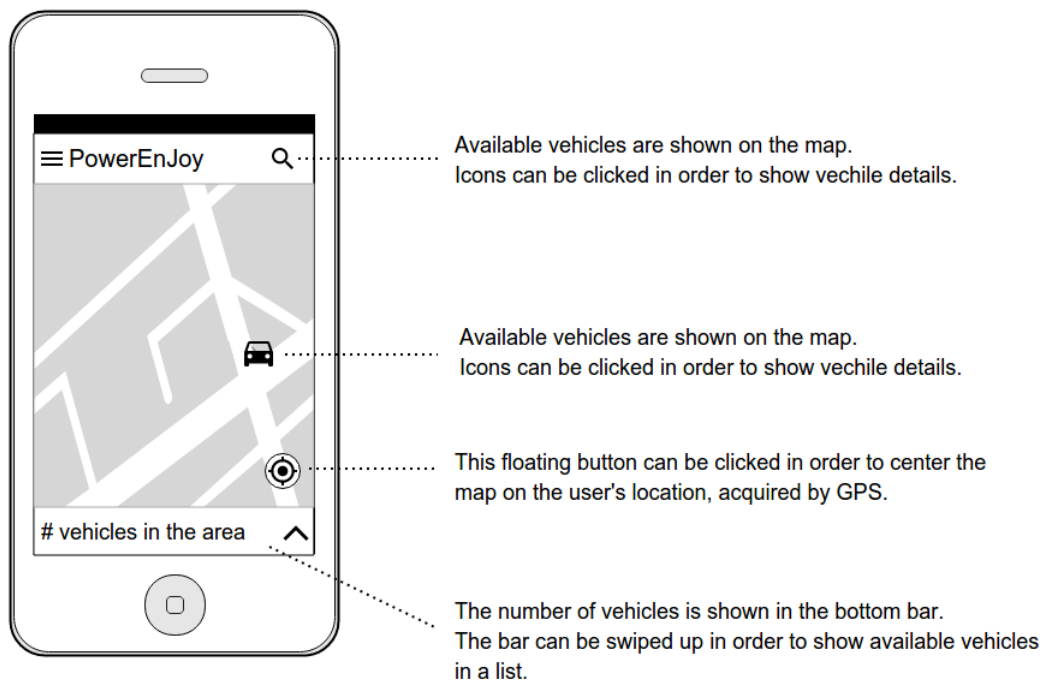 PowerEnJoy
Available vehicles are shown on the map.
Icons can be clicked in order to show vechile details.
Available vehicles are shown on the map.
Icons can be clicked in order to show vechile details.
This floating button can be clicked in order to center the
map on the user's location, acquired by GPS.
# vehicles in the area
The number of vehicles is shown in the bottom bar.
The bar can be swiped up in order to show available vehicles
in a list.